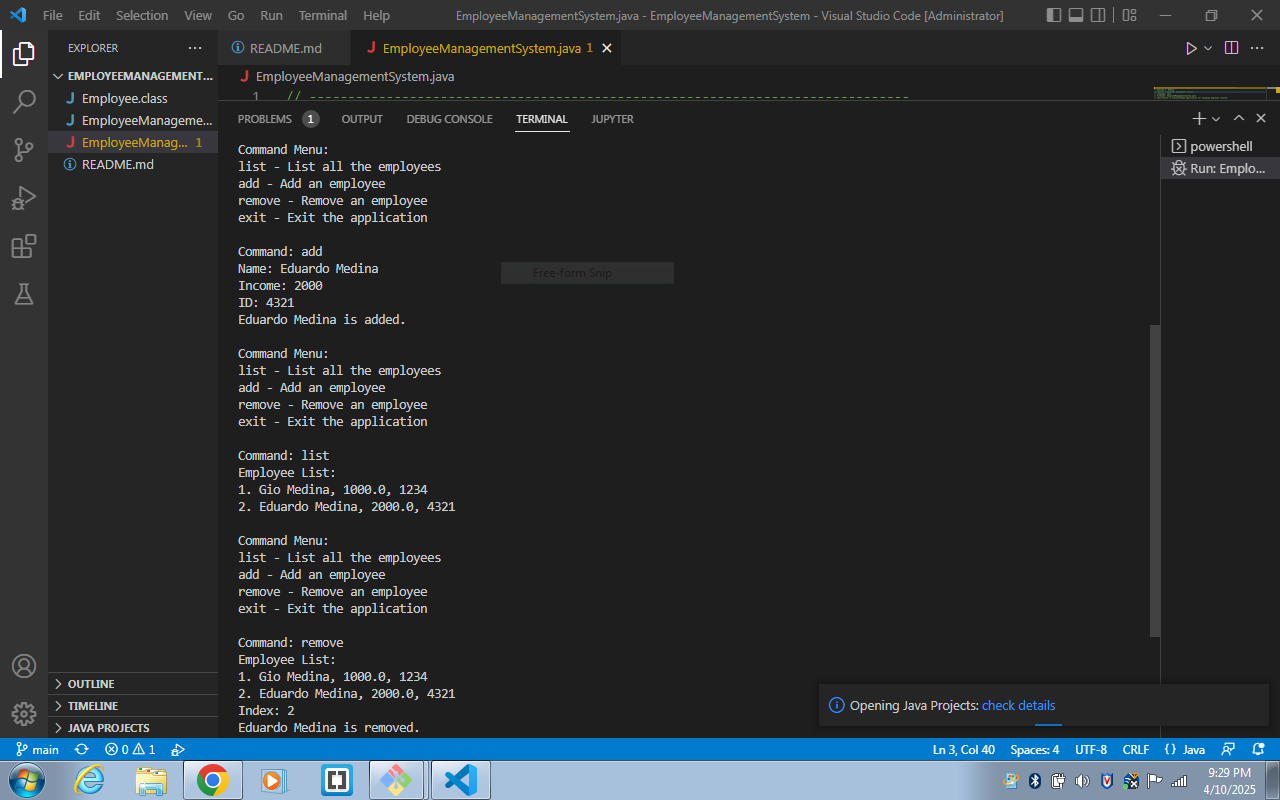 File Edit Selection View Go Run Terminal Help EmployeeManagementSystem.java - EmployeeManagementSystem - Visual Studio Code [Administrator]
EXPLORER
README.md
EmployeeManagementSystem.java 1
EMPLOYEEMANAGEMENT...
Employee.class
EmployeeManageme...
EmployeeManag... 1
README.md
EmployeeManagementSystem.java
1 // ------------------------------------------------------------------------------
PROBLEMS 1 OUTPUT DEBUG CONSOLE TERMINAL JUPYTER
powershell
Run: Emplo...
Command Menu:
list - List all the employees
add - Add an employee
remove - Remove an employee
exit - Exit the application
Command: add
Name: Eduardo Medina
Free-form Snip
Income: 2000
ID: 4321
Eduardo Medina is added.
Command Menu:
list - List all the employees
add - Add an employee
remove - Remove an employee
exit - Exit the application
Command: list
Employee List:
1. Gio Medina, 1000.0, 1234
2. Eduardo Medina, 2000.0, 4321
Command Menu:
list - List all the employees
add - Add an employee
remove - Remove an employee
exit - Exit the application
Command: remove
Employee List:
1. Gio Medina, 1000.0, 1234
2. Eduardo Medina, 2000.0, 4321
Index: 2
Eduardo Medina is removed.
OUTLINE
TIMELINE
JAVA PROJECTS
Opening Java Projects: check details
main 0 1 Ln 3, Col 40 Spaces: 4 UTF-8 CRLF {} Java
9:29 PM
4/10/2025